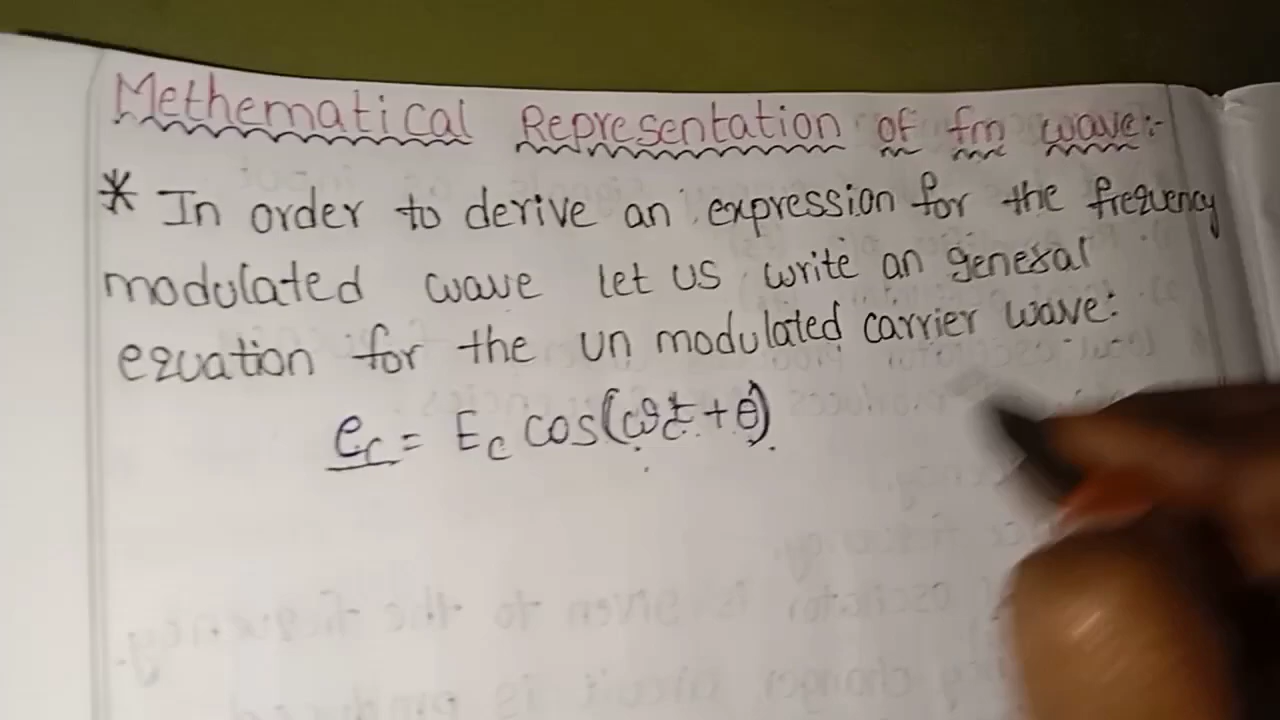 Methematical Representation of fm wave:-
* In order to derive an expression for the frequency
modulated wave let us write an general
equation for the un modulated carrier wave:
ec = Ec cos(ωt + θ)